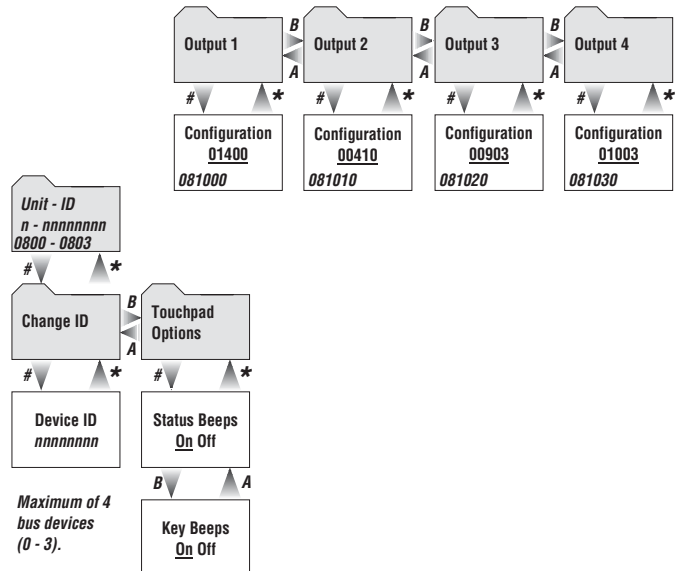 B B B
Output 1 Output 2 Output 3 Output 4
A A A
# * # * # * # *
Configuration
01400
081000
Configuration
00410
081010
Configuration
00903
081020
Configuration
01003
081030
Unit - ID
n - nnnnnnnn
0800 - 0803
# *
Change ID
B
A
Touchpad
Options
# * # *
Device ID
nnnnnnnn
Status Beeps
On Off
B A
Key Beeps
On Off
Maximum of 4
bus devices
(0 - 3).